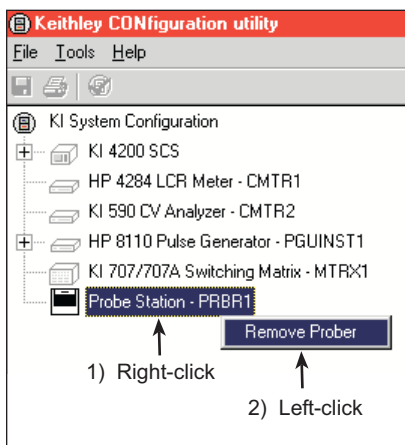 Keithley CONfiguration utility
File Tools Help
KI System Configuration
KI 4200 SCS
HP 4284 LCR Meter - CMTR1
KI 590 CV Analyzer - CMTR2
HP 8110 Pulse Generator - PGUINST1
KI 707/707A Switching Matrix - MTRX1
Probe Station - PRBR1
Remove Prober
1) Right-click
2) Left-click